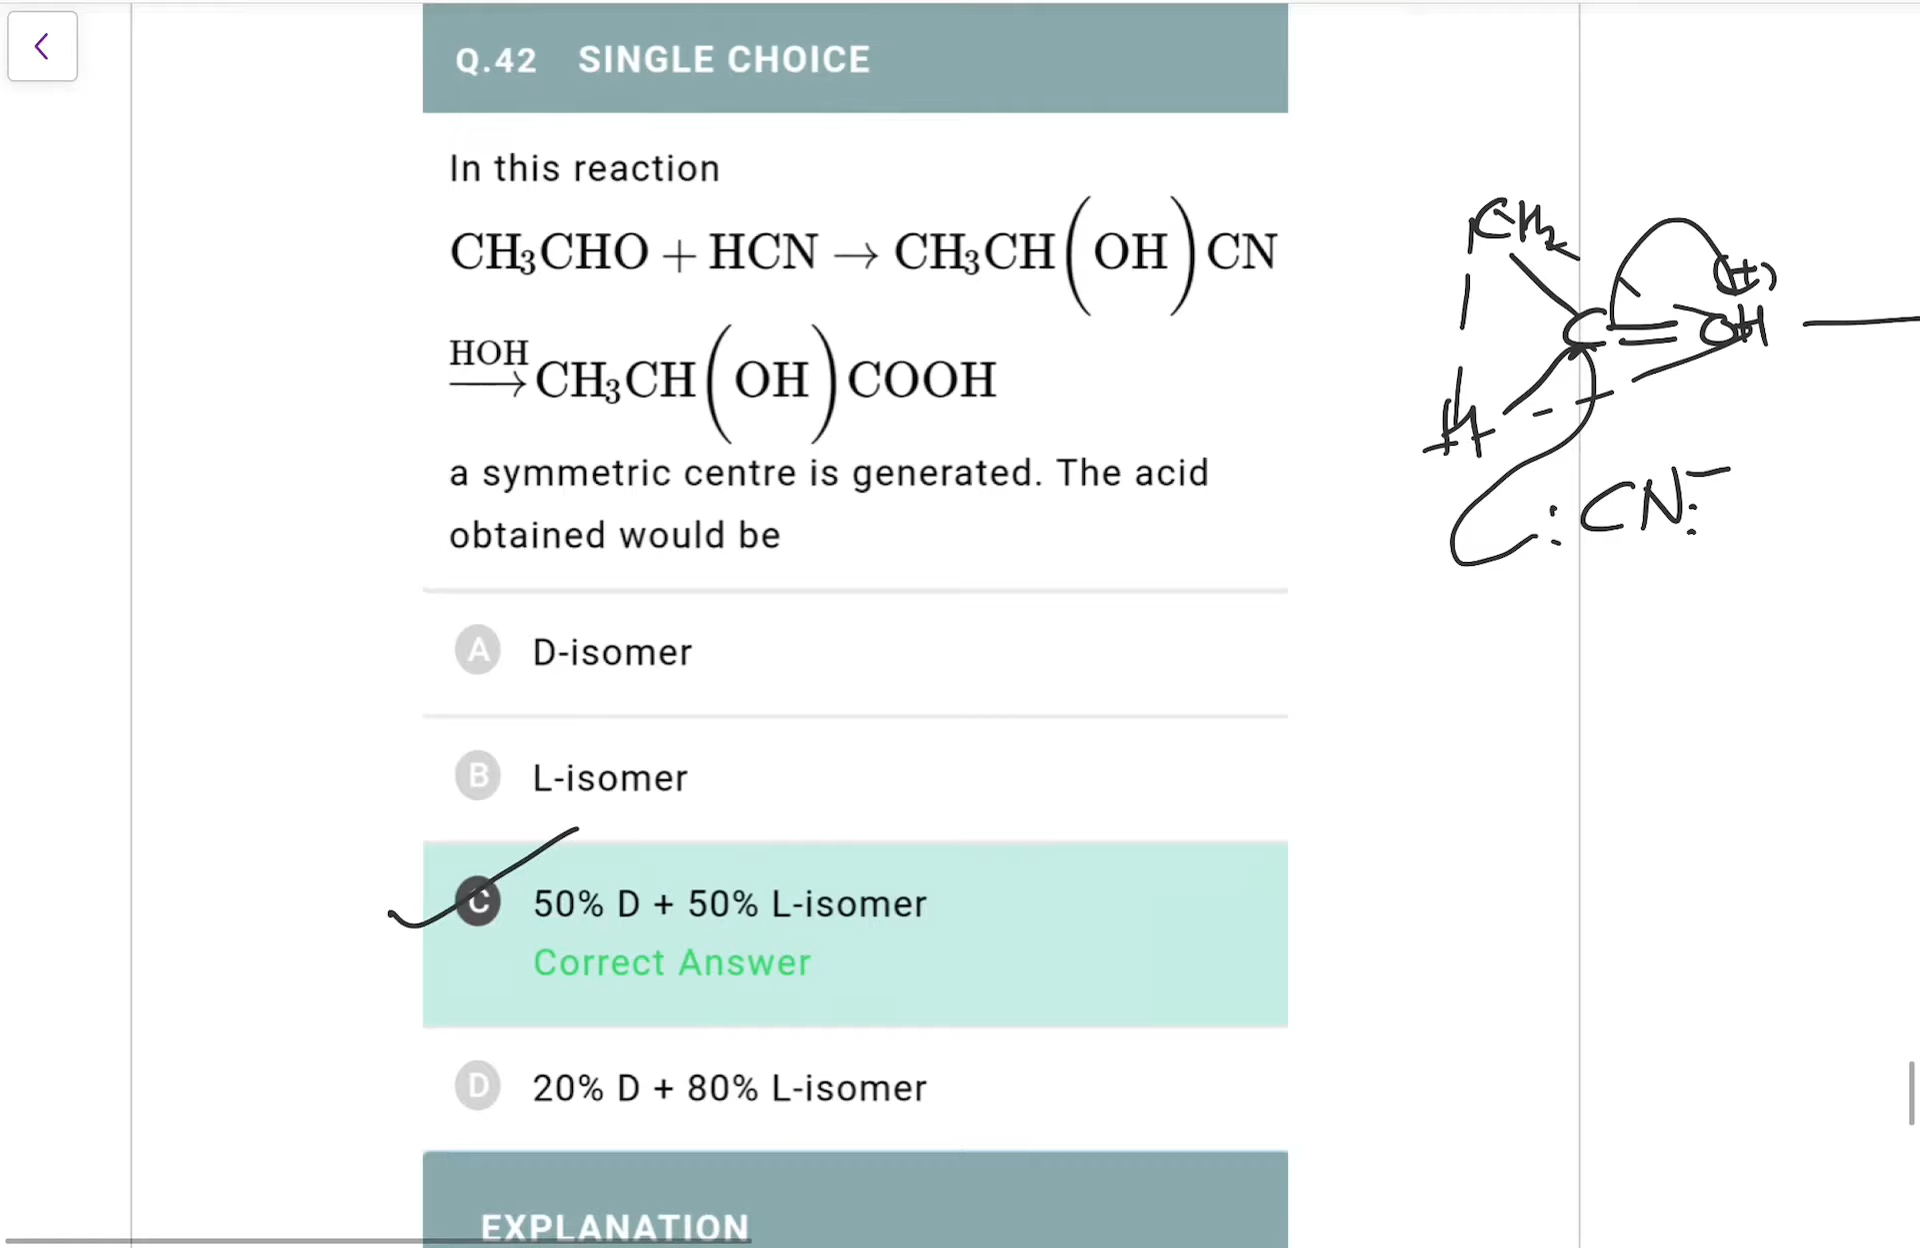 Q.42 SINGLE CHOICE
In this reaction
CH₃CHO + HCN → CH₃CH(OH)CN
HOH→ CH₃CH(OH)COOH
a symmetric centre is generated. The acid
obtained would be
A D-isomer
B L-isomer
C 50% D + 50% L-isomer
Correct Answer
D 20% D + 80% L-isomer
EXPLANATION
C = OH
H
:CN:⁻